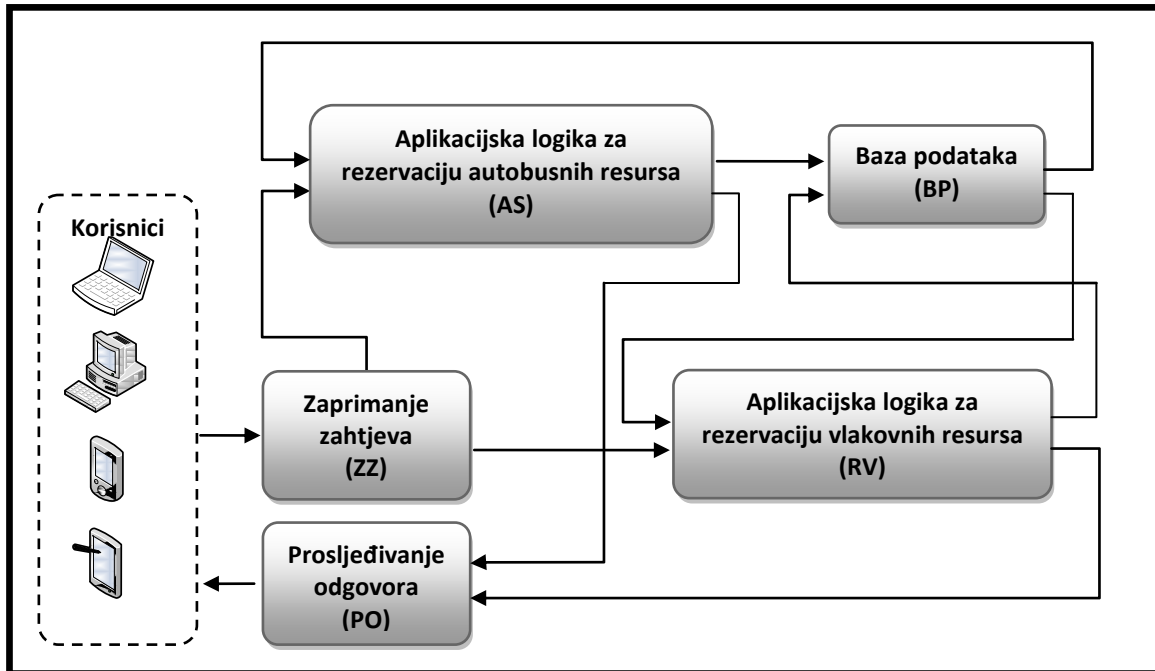 Aplikacijska logika za
rezervaciju autobusnih resursa
(AS)
Baza podataka
(BP)
Korisnici
Zaprimanje
zahtjeva
(ZZ)
Aplikacijska logika za
rezervaciju vlakovnih resursa
(RV)
Prosljeđivanje
odgovora
(PO)